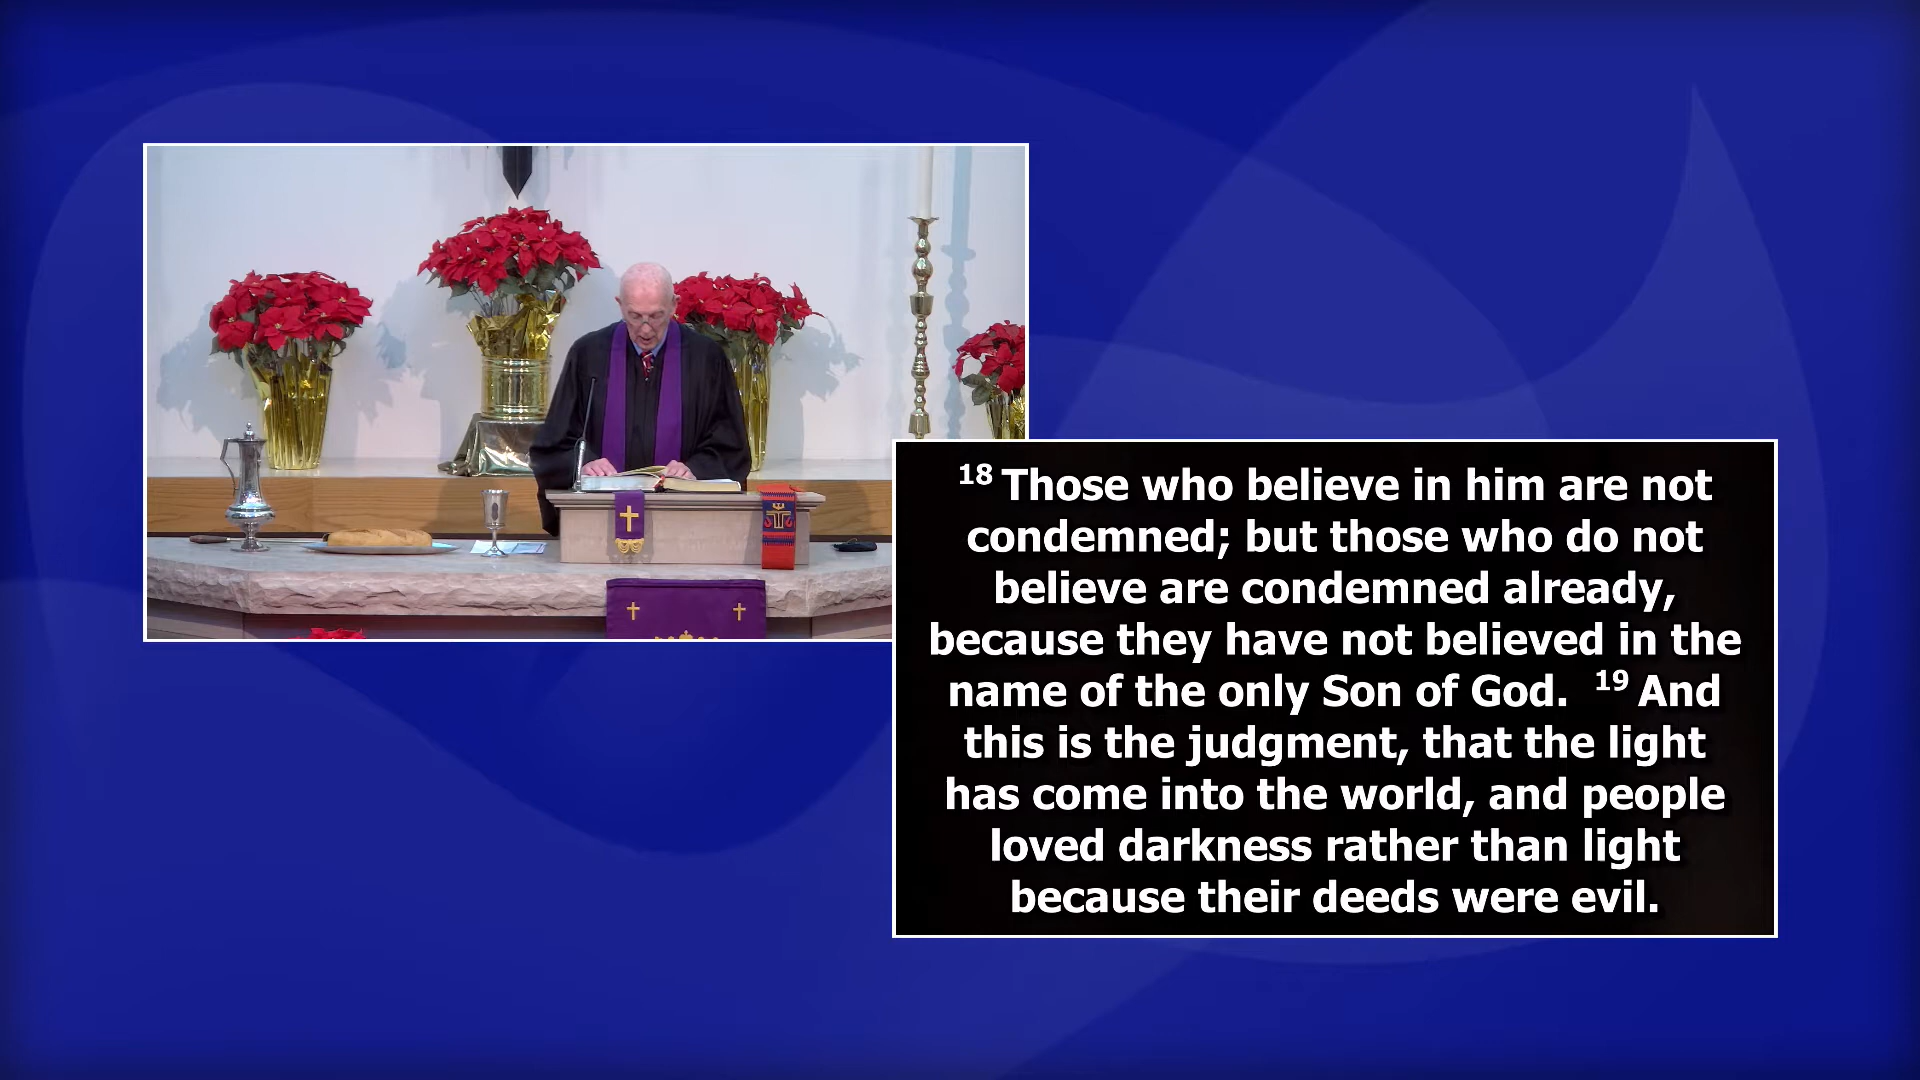 18 Those who believe in him are not
condemned; but those who do not
believe are condemned already,
because they have not believed in the
name of the only Son of God. 19 And
this is the judgment, that the light
has come into the world, and people
loved darkness rather than light
because their deeds were evil.